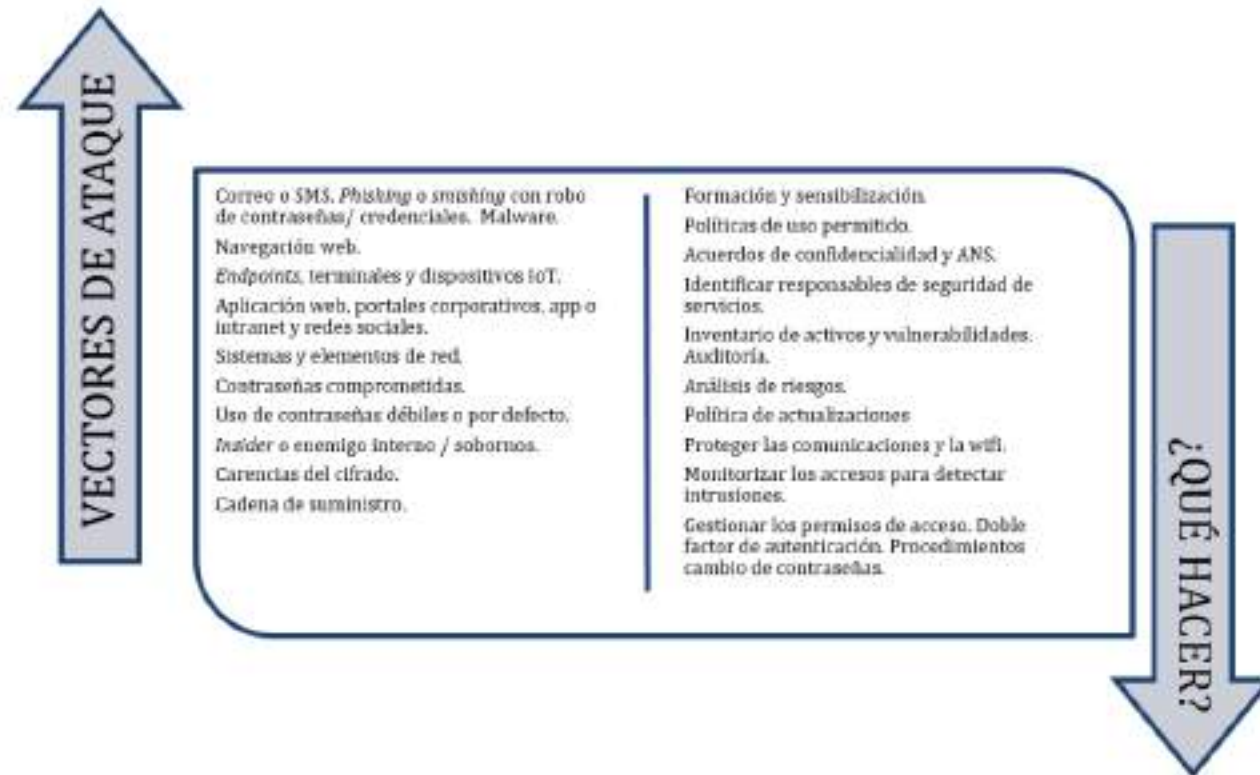 VECTORES DE ATAQUE
Correo o SMS. Phishing o smishing con robo
de contraseñas/ credenciales. Malware.
Navegación web.
Endpoints, terminales y dispositivos IoT.
Aplicación web, portales corporativos, app o
intranet y redes sociales.
Sistemas y elementos de red.
Contraseñas comprometidas.
Uso de contraseñas débiles o por defecto.
Insider o enemigo interno / sobornos.
Carencias del cifrado.
Cadena de suministro.
Formación y sensibilización.
Políticas de uso permitido.
Acuerdos de confidencialidad y ANS.
Identificar responsables de seguridad de
servicios.
Inventario de activos y vulnerabilidades.
Auditoría.
Análisis de riesgos.
Política de actualizaciones
Proteger las comunicaciones y la wifi.
Monitorizar los accesos para detectar
intrusiones.
Gestionar los permisos de acceso. Doble
factor de autenticación. Procedimientos
cambio de contraseñas.
¿QUÉ HACER?